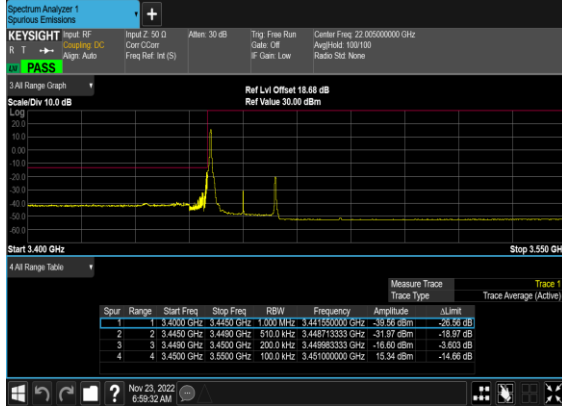 Spectrum Analyzer 1
Spurious Emissions
KEYSIGHT
R T
LXI
PASS
Input: RF
Coupling: DC
Align: Auto
Input Z: 50 Ω
Corr CCorr
Freq Ref: Int (S)
Atten: 30 dB
Trig: Free Run
Gate: Off
IF Gain: Low
Center Freq: 22.005000000 GHz
Avg|Hold: 100/100
Radio Std: None
3 All Range Graph
Scale/Div 10.0 dB
Ref Lvl Offset 18.68 dB
Ref Value 30.00 dBm
Log
20.0
10.0
0.00
-10.0
-20.0
-30.0
-40.0
-50.0
-60.0
Start 3.400 GHz
Stop 3.550 GH
4 All Range Table
Measure Trace Trace 1
Trace Type Trace Average (Active)
Spur Range Start Freq Stop Freq RBW Frequency Amplitude ΔLimit
1 1 3.4000 GHz 3.4450 GHz 1.000 MHz 3.441550000 GHz -39.56 dBm -26.56 dB
2 2 3.4450 GHz 3.4490 GHz 510.0 kHz 3.448713333 GHz -31.97 dBm -18.97 dB
3 3 3.4490 GHz 3.4500 GHz 200.0 kHz 3.449983333 GHz -16.60 dBm -3.603 dB
4 4 3.4500 GHz 3.5500 GHz 100.0 kHz 3.451000000 GHz 15.34 dBm -14.66 dB
Nov 23, 2022
6:59:32 AM